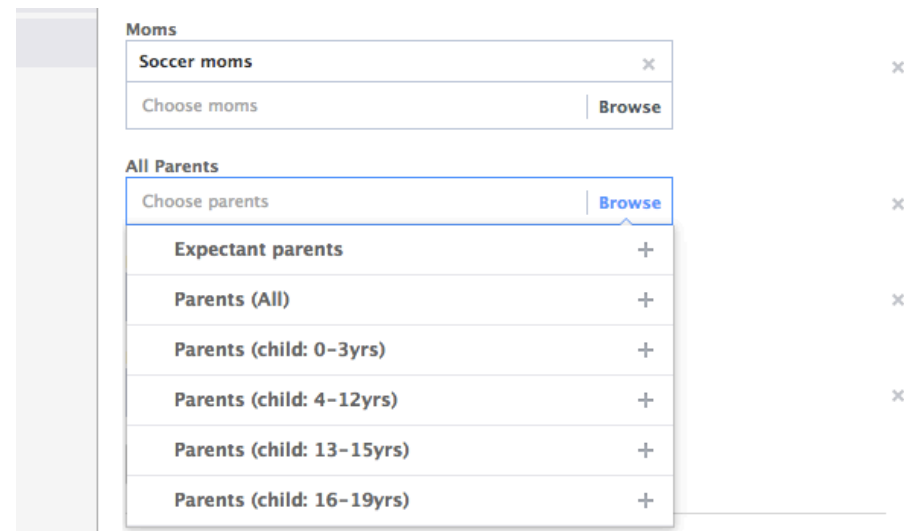 Moms
Soccer moms
Choose moms
Browse
All Parents
Choose parents
Browse
Expectant parents
Parents (All)
Parents (child: 0-3yrs)
Parents (child: 4-12yrs)
Parents (child: 13-15yrs)
Parents (child: 16-19yrs)